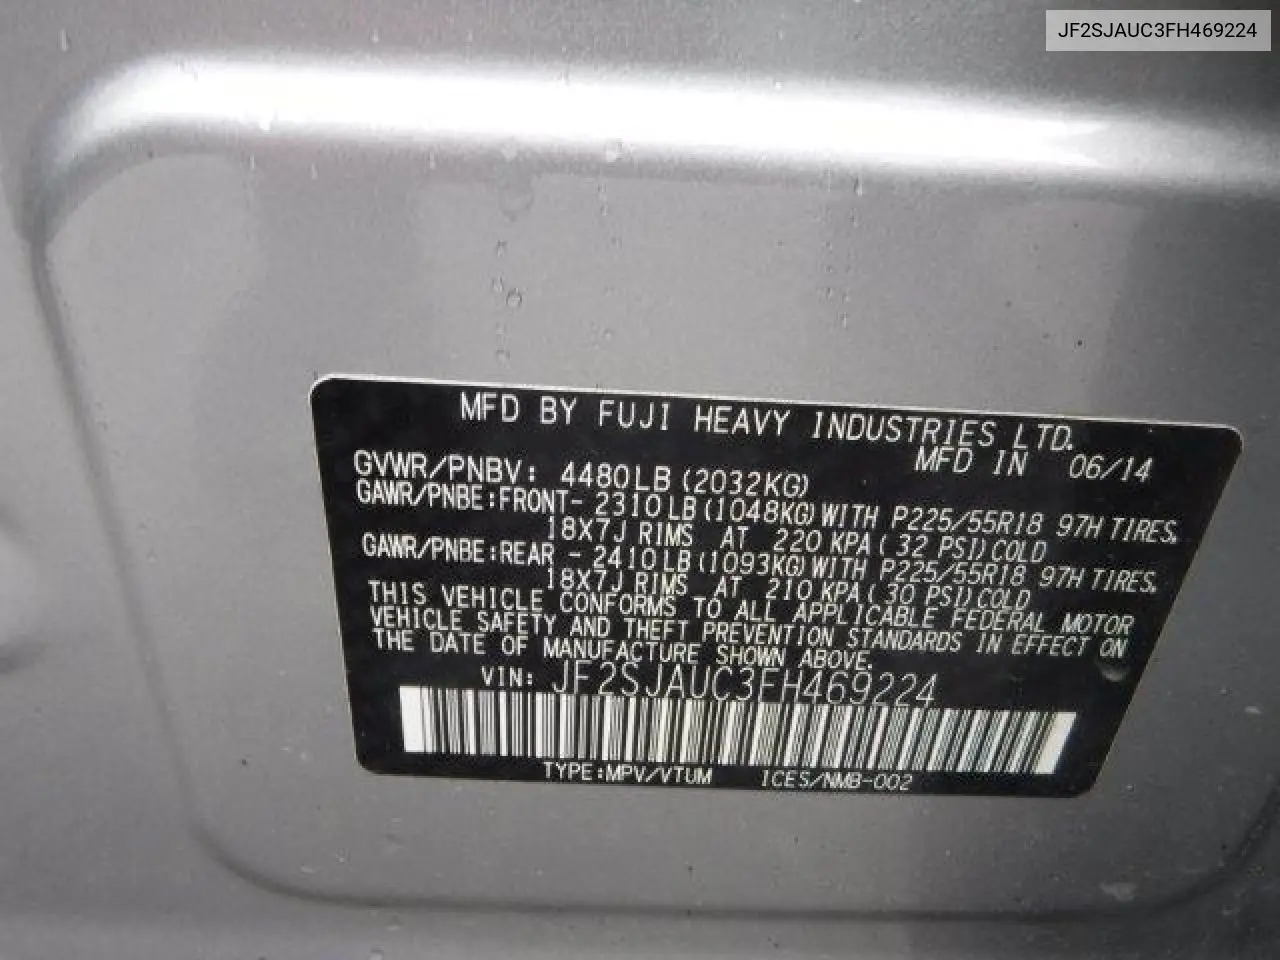 JF2SJAUC3FH469224
MFD BY FUJI HEAVY INDUSTRIES LTD.
MFD IN 06/14
GVWR/PNBV: 4480LB (2032KG)
GAWR/PNBE:FRONT- 2310LB(1048KG) WITH P225/55R18 97H TIRES,
18X7J RIMS AT 220 KPA( 32 PSI) COLD
GAWR/PNBE:REAR - 2410LB(1093KG) WITH P225/55R18 97H TIRES,
18X7J RIMS AT 210 KPA( 30 PSI) COLD
THIS VEHICLE CONFORMS TO ALL APPLICABLE FEDERAL MOTOR
VEHICLE SAFETY AND THEFT PREVENTION STANDARDS IN EFFECT ON
THE DATE OF MANUFACTURE SHOWN ABOVE.
VIN: JF2SJAUC3FH469224
TYPE:MPV/VTUM ICES/NMB-002